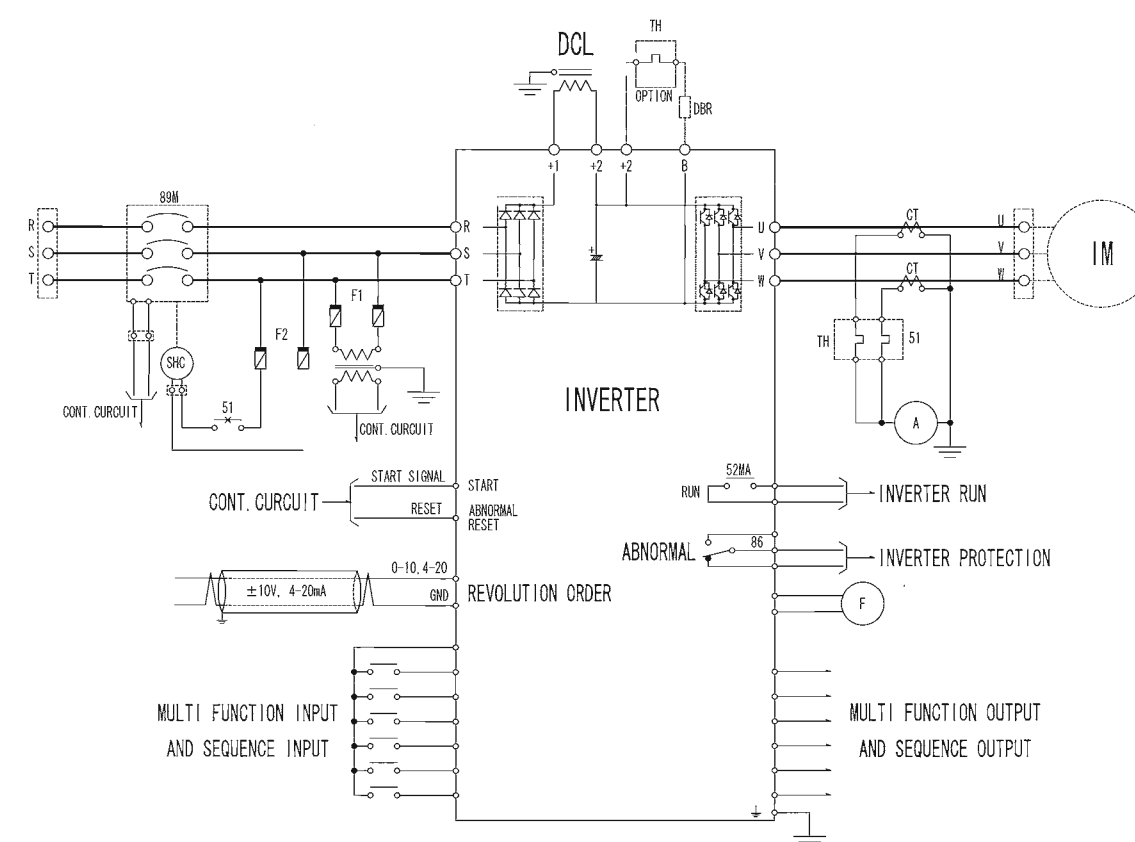 TH
DCL
OPTION
DBR
+1
+2
+2
B
89M
R
S
T
R
S
T
U
V
W
CT
CT
U
V
W
IM
F1
F2
SHC
51
CONT.CURCUIT
CONT.CURCUIT
TH
51
A
INVERTER
CONT.CURCUIT
START SIGNAL
START
RESET
ABNORMAL
RESET
52MA
RUN
INVERTER RUN
ABNORMAL
86
INVERTER PROTECTION
0-10,4-20
±10V, 4-20mA
GND
REVOLUTION ORDER
F
MULTI FUNCTION INPUT
AND SEQUENCE INPUT
MULTI FUNCTION OUTPUT
AND SEQUENCE OUTPUT